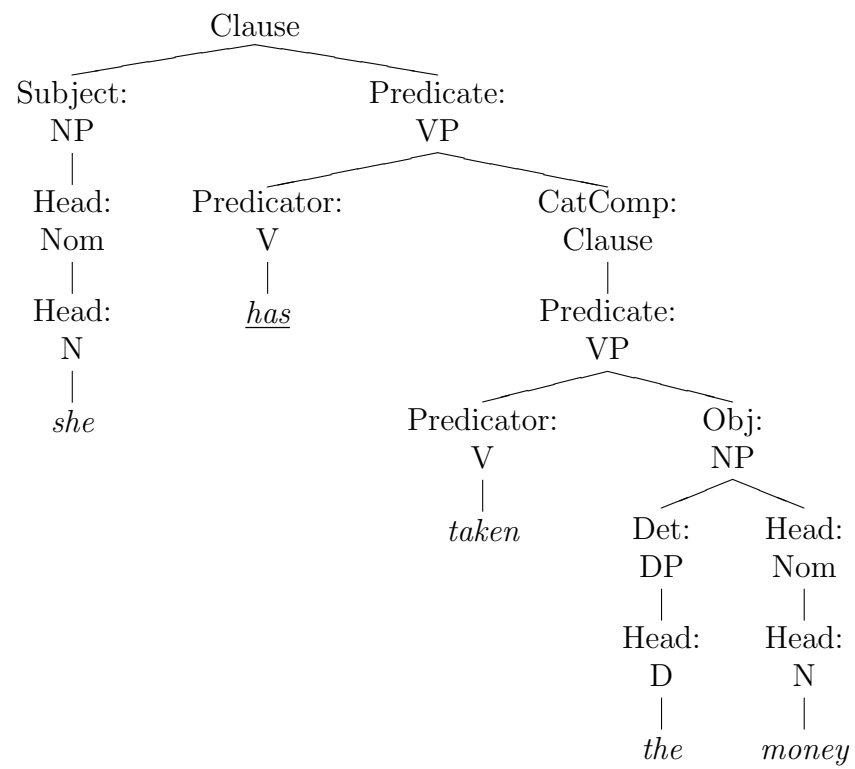 Clause
Subject: Predicate:
NP VP
Head: Predicator: CatComp:
Nom V Clause
Head: has Predicate:
N VP
she Predicator: Obj:
V NP
taken Det: Head:
DP Nom
Head: Head:
D N
the money